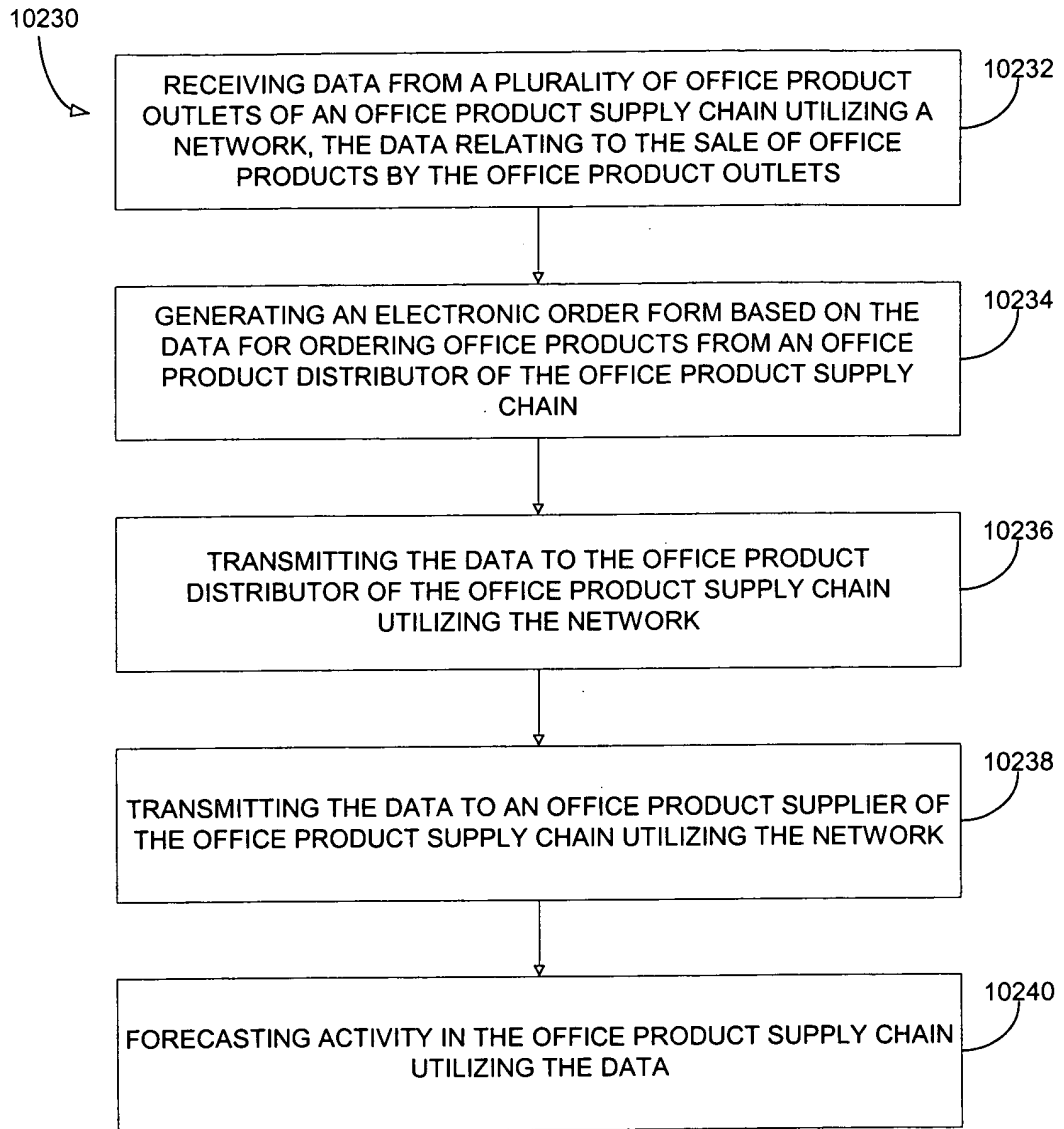 10230
RECEIVING DATA FROM A PLURALITY OF OFFICE PRODUCT
OUTLETS OF AN OFFICE PRODUCT SUPPLY CHAIN UTILIZING A
NETWORK, THE DATA RELATING TO THE SALE OF OFFICE
PRODUCTS BY THE OFFICE PRODUCT OUTLETS
10232
GENERATING AN ELECTRONIC ORDER FORM BASED ON THE
DATA FOR ORDERING OFFICE PRODUCTS FROM AN OFFICE
PRODUCT DISTRIBUTOR OF THE OFFICE PRODUCT SUPPLY
CHAIN
10234
TRANSMITTING THE DATA TO THE OFFICE PRODUCT
DISTRIBUTOR OF THE OFFICE PRODUCT SUPPLY CHAIN
UTILIZING THE NETWORK
10236
TRANSMITTING THE DATA TO AN OFFICE PRODUCT SUPPLIER OF
THE OFFICE PRODUCT SUPPLY CHAIN UTILIZING THE NETWORK
10238
FORECASTING ACTIVITY IN THE OFFICE PRODUCT SUPPLY CHAIN
UTILIZING THE DATA
10240